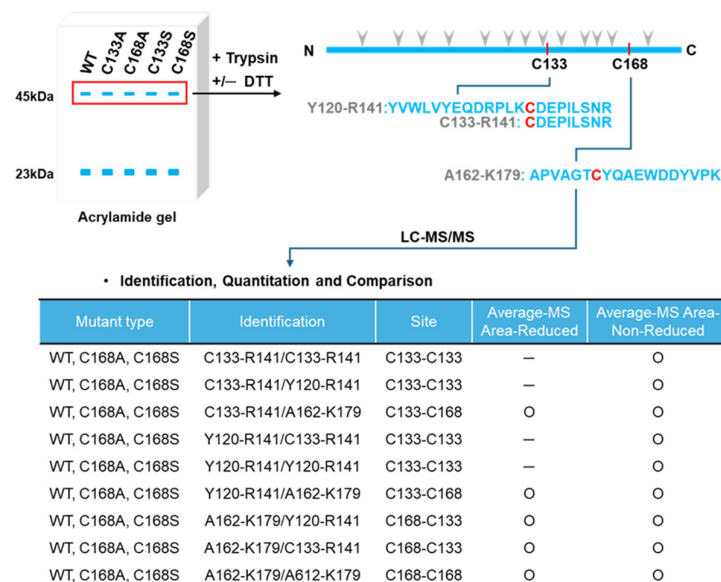 WT C133A C168A C133S C168S
45kDa
23kDa
Acrylamide gel
+ Trypsin
+/— DTT
N C
C133 C168
Y120-R141:YVWLVYEQDRPLKCDEPILSNR
C133-R141: CDEPILSNR
A162-K179: APVAGTCYQAEWDDYVPK
LC-MS/MS
• Identification, Quantitation and Comparison
Mutant type Identification Site Average-MS Area-Reduced Average-MS Area-Non-Reduced
WT, C168A, C168S C133-R141/C133-R141 C133-C133 — O
WT, C168A, C168S C133-R141/Y120-R141 C133-C133 — O
WT, C168A, C168S C133-R141/A162-K179 C133-C168 O O
WT, C168A, C168S Y120-R141/C133-R141 C133-C133 — O
WT, C168A, C168S Y120-R141/Y120-R141 C133-C133 — O
WT, C168A, C168S Y120-R141/A162-K179 C133-C168 O O
WT, C168A, C168S A162-K179/Y120-R141 C168-C133 O O
WT, C168A, C168S A162-K179/C133-R141 C168-C133 O O
WT, C168A, C168S A162-K179/A612-K179 C168-C168 O O